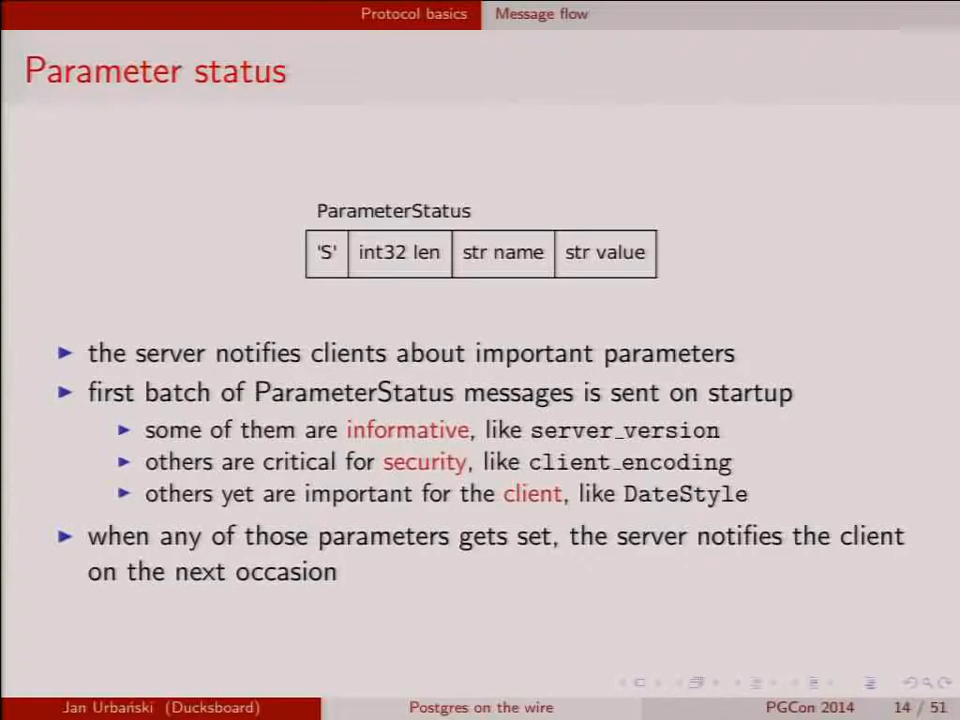 Protocol basics Message flow
Parameter status
ParameterStatus
'S' int32 len str name str value
the server notifies clients about important parameters
first batch of ParameterStatus messages is sent on startup
some of them are informative, like server_version
others are critical for security, like client_encoding
others yet are important for the client, like DateStyle
when any of those parameters gets set, the server notifies the client
on the next occasion
Jan Urbański (Ducksboard) Postgres on the wire PGCon 2014 14 / 51